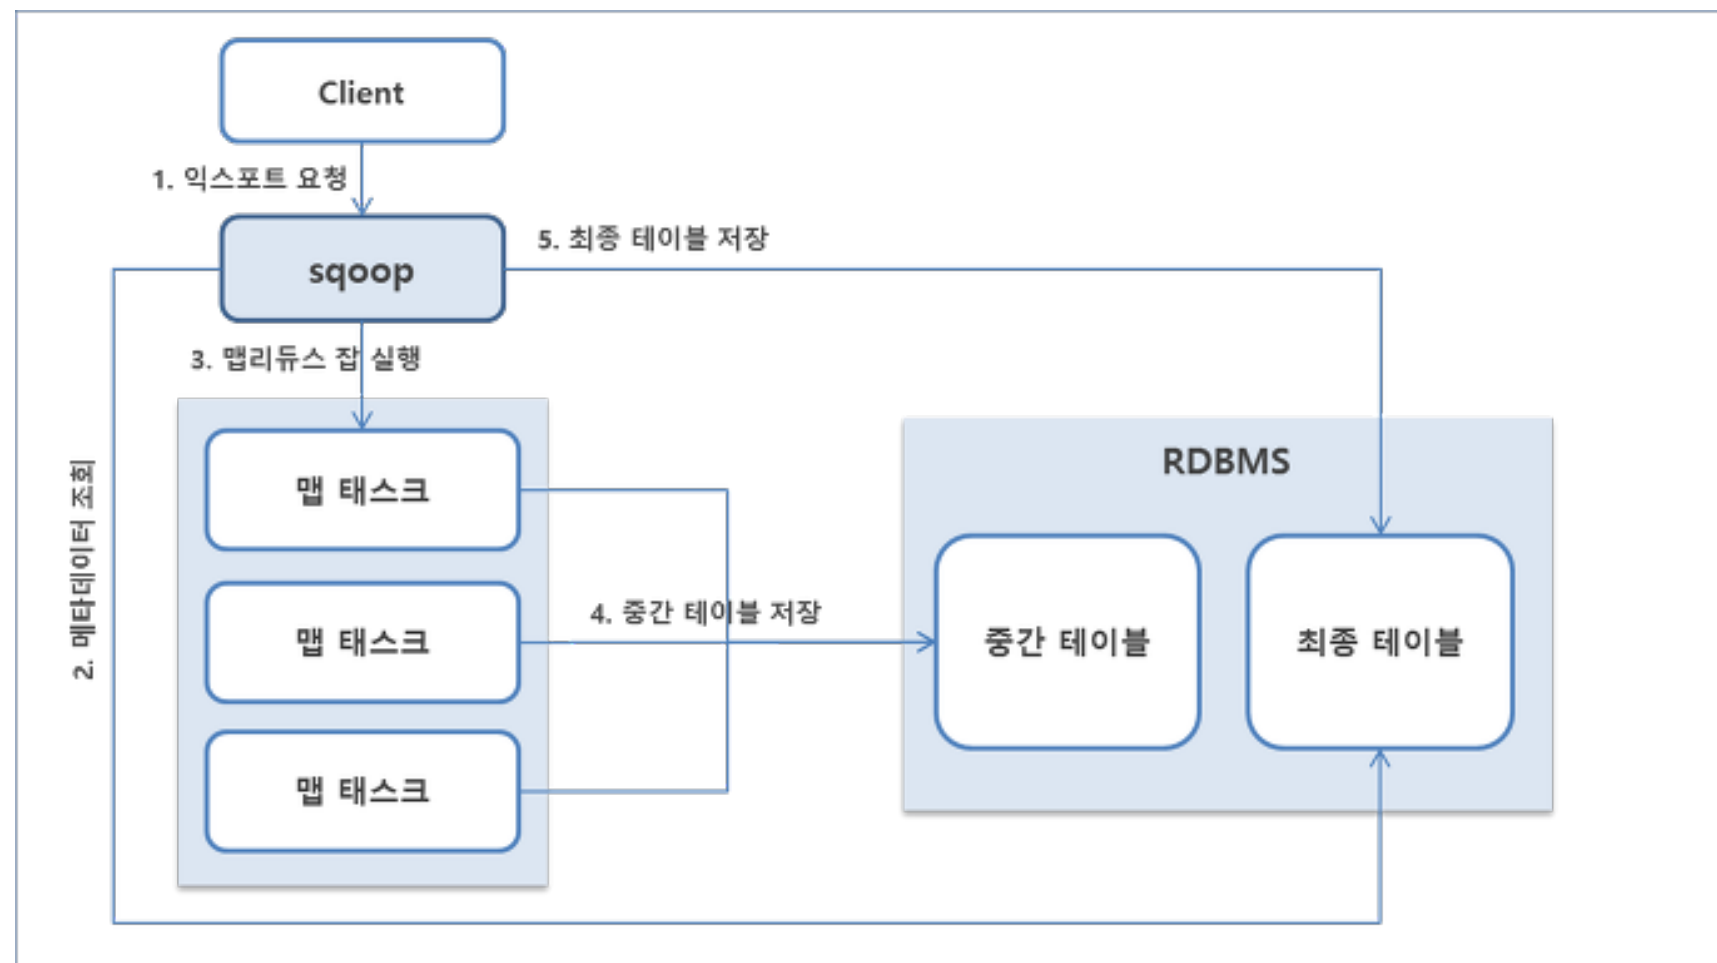 Client
1. 익스포트 요청
sqoop
5. 최종 테이블 저장
3. 맵리듀스 잡 실행
2. 메타데이터 조회
맵 태스크
맵 태스크
맵 태스크
4. 중간 테이블 저장
RDBMS
중간 테이블
최종 테이블